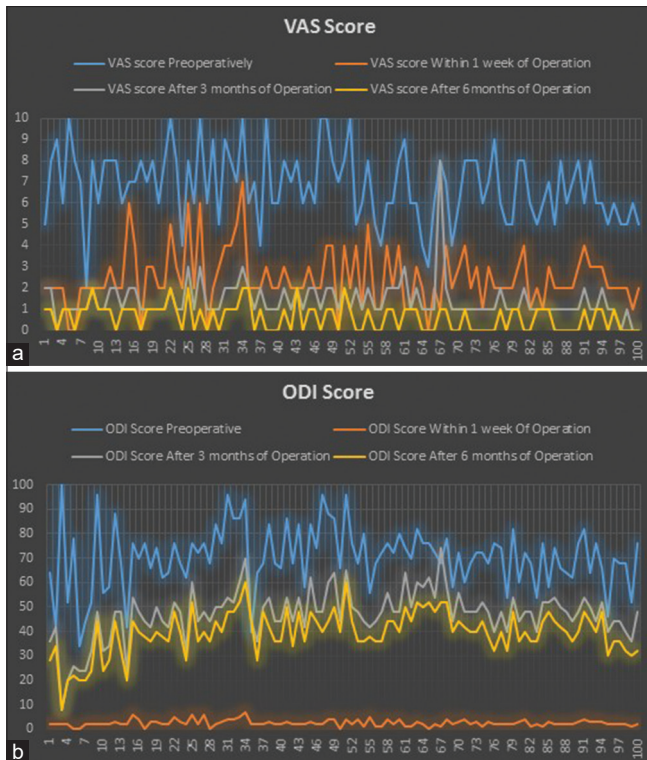 VAS Score
VAS score Preoperatively VAS score Within 1 week of Operation
VAS score After 3 months of Operation VAS score After 6months of Operation
10
9
8
7
6
5
4
3
2
1
0
1 4 7 10 13 16 19 22 25 28 31 34 37 40 43 46 49 52 55 58 61 64 67 70 73 76 79 82 85 88 91 94 97 100
a
ODI Score
ODI Score Preoperative ODI Score Within 1 week Of Operation
ODI Score After 3 months of Operation ODI Score After 6 months of Operation
100
90
80
70
60
50
40
30
20
10
0
1 4 7 10 13 16 19 22 25 28 31 34 37 40 43 46 49 52 55 58 61 64 67 70 73 76 79 82 85 88 91 94 97 100
b